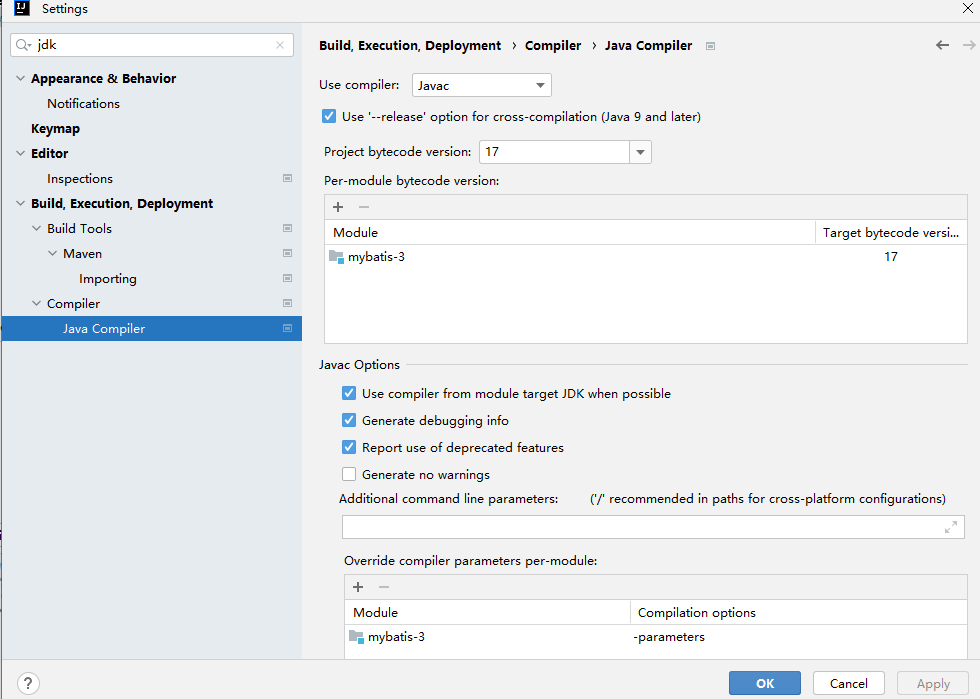 IJ Settings
jdk
Appearance & Behavior
Notifications
Keymap
Editor
Inspections
Build, Execution, Deployment
Build Tools
Maven
Importing
Compiler
Java Compiler
Build, Execution, Deployment › Compiler › Java Compiler
Use compiler: Javac
Use '--release' option for cross-compilation (Java 9 and later)
Project bytecode version: 17
Per-module bytecode version:
+ −
Module Target bytecode versi...
mybatis-3 17
Javac Options
Use compiler from module target JDK when possible
Generate debugging info
Report use of deprecated features
Generate no warnings
Additional command line parameters: ('/' recommended in paths for cross-platform configurations)
Override compiler parameters per-module:
+ −
Module Compilation options
mybatis-3 -parameters
? OK Cancel Apply